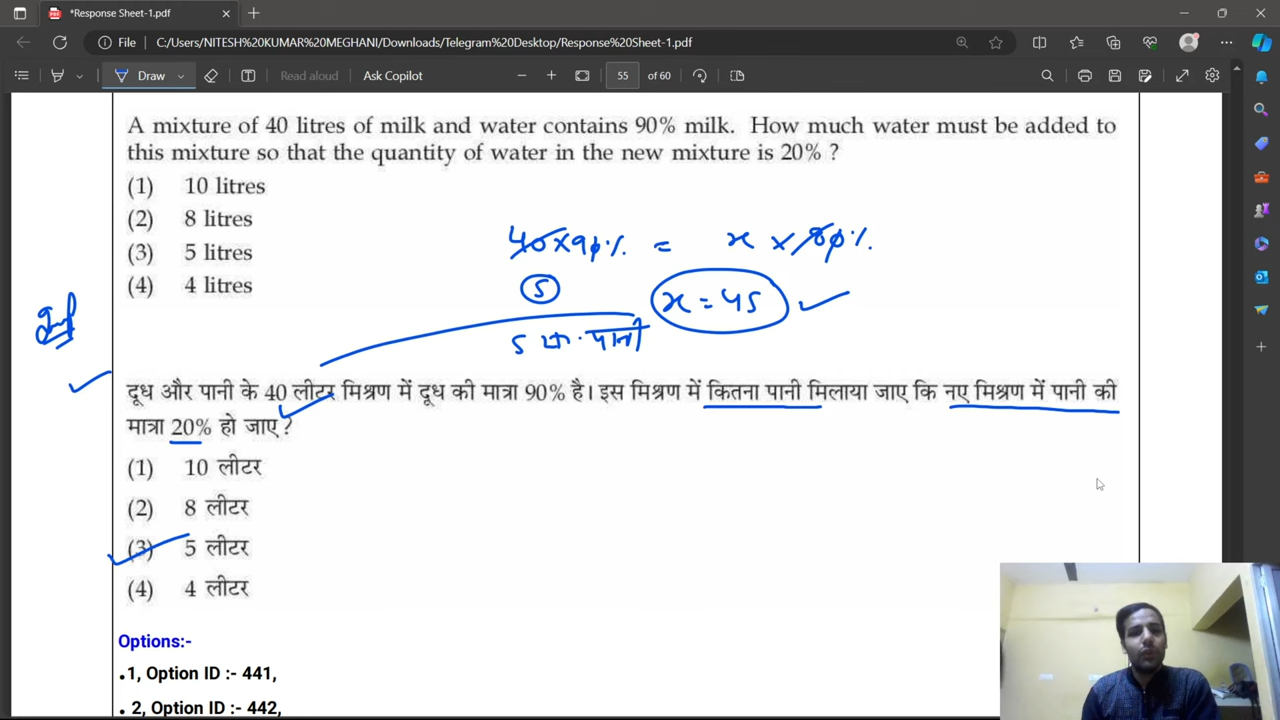 *Response Sheet-1.pdf
File C:/Users/NITESH%20KUMAR%20MEGHANI/Downloads/Telegram%20Desktop/Response%20Sheet-1.pdf
Draw Read aloud Ask Copilot 55 of 60
A mixture of 40 litres of milk and water contains 90% milk. How much water must be added to
this mixture so that the quantity of water in the new mixture is 20% ?
(1) 10 litres
(2) 8 litres
(3) 5 litres
(4) 4 litres
40 x 90% = x x 80%
5 x = 45
5 पानी
दूध और पानी के 40 लीटर मिश्रण में दूध की मात्रा 90% है। इस मिश्रण में कितना पानी मिलाया जाए कि नए मिश्रण में पानी की
मात्रा 20% हो जाए?
(1) 10 लीटर
(2) 8 लीटर
(3) 5 लीटर
(4) 4 लीटर
Options:-
.1, Option ID :- 441,
. 2, Option ID :- 442,